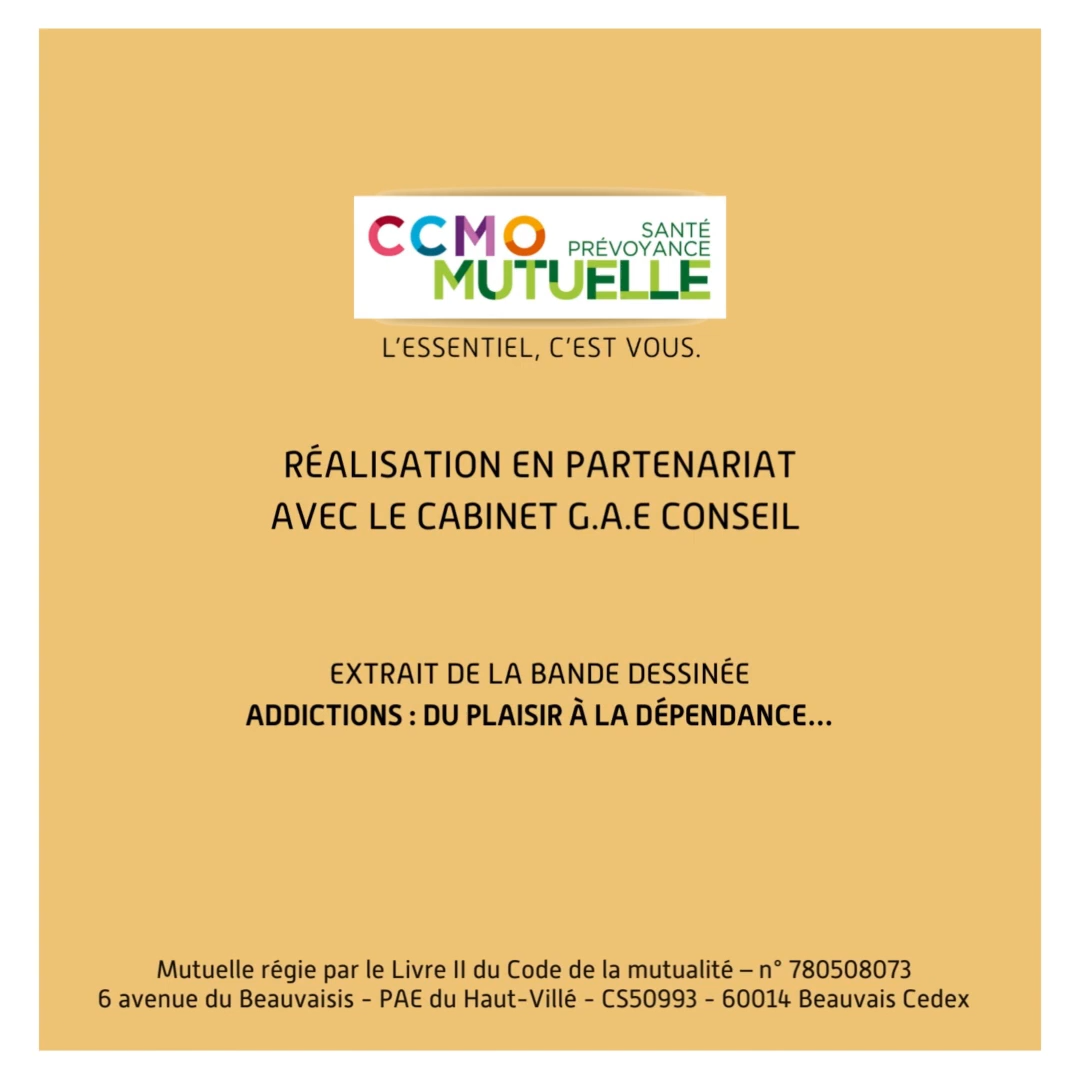 CCMO
SANTÉ
PRÉVOYANCE
MUTUELLE
L'ESSENTIEL, C'EST VOUS.
RÉALISATION EN PARTENARIAT
AVEC LE CABINET G.A.E CONSEIL
EXTRAIT DE LA BANDE DESSINÉE
ADDICTIONS : DU PLAISIR À LA DÉPENDANCE...
Mutuelle régie par le Livre II du Code de la mutualité – n° 780508073
6 avenue du Beauvaisis - PAE du Haut-Villé - CS50993 - 60014 Beauvais Cedex